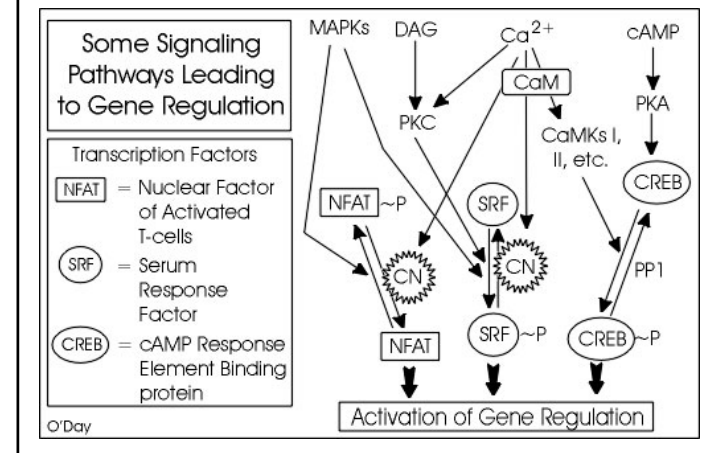 Some Signaling
Pathways Leading
to Gene Regulation
Transcription Factors
NFAT = Nuclear Factor
of Activated
T-cells
SRF = Serum
Response
Factor
CREB = cAMP Response
Element Binding
protein
O'Day
MAPKs DAG Ca2+ cAMP
CaM
PKC
PKA
CaMKs I,
II, etc.
CREB
NFAT ~P
SRF
CN
CN
PP1
NFAT
SRF ~P
CREB ~P
Activation of Gene Regulation